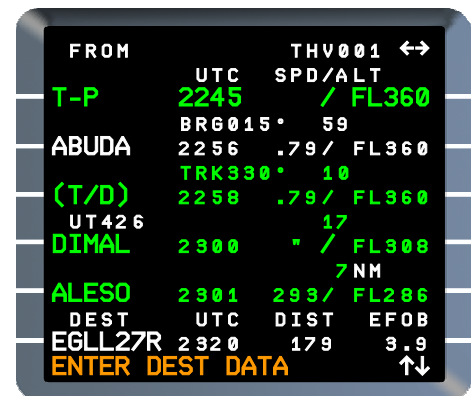 FROM THV001 ↔
UTC SPD/ALT
T-P 2245 / FL360
BRG015° 59
ABUDA 2256 .79/ FL360
TRK330° 10
(T/D) 2258 .79/ FL360
UT426 17
DIMAL 2300 " / FL308
7NM
ALESO 2301 293/ FL286
DEST UTC DIST EFOB
EGLL27R 2320 179 3.9
ENTER DEST DATA ↑↓